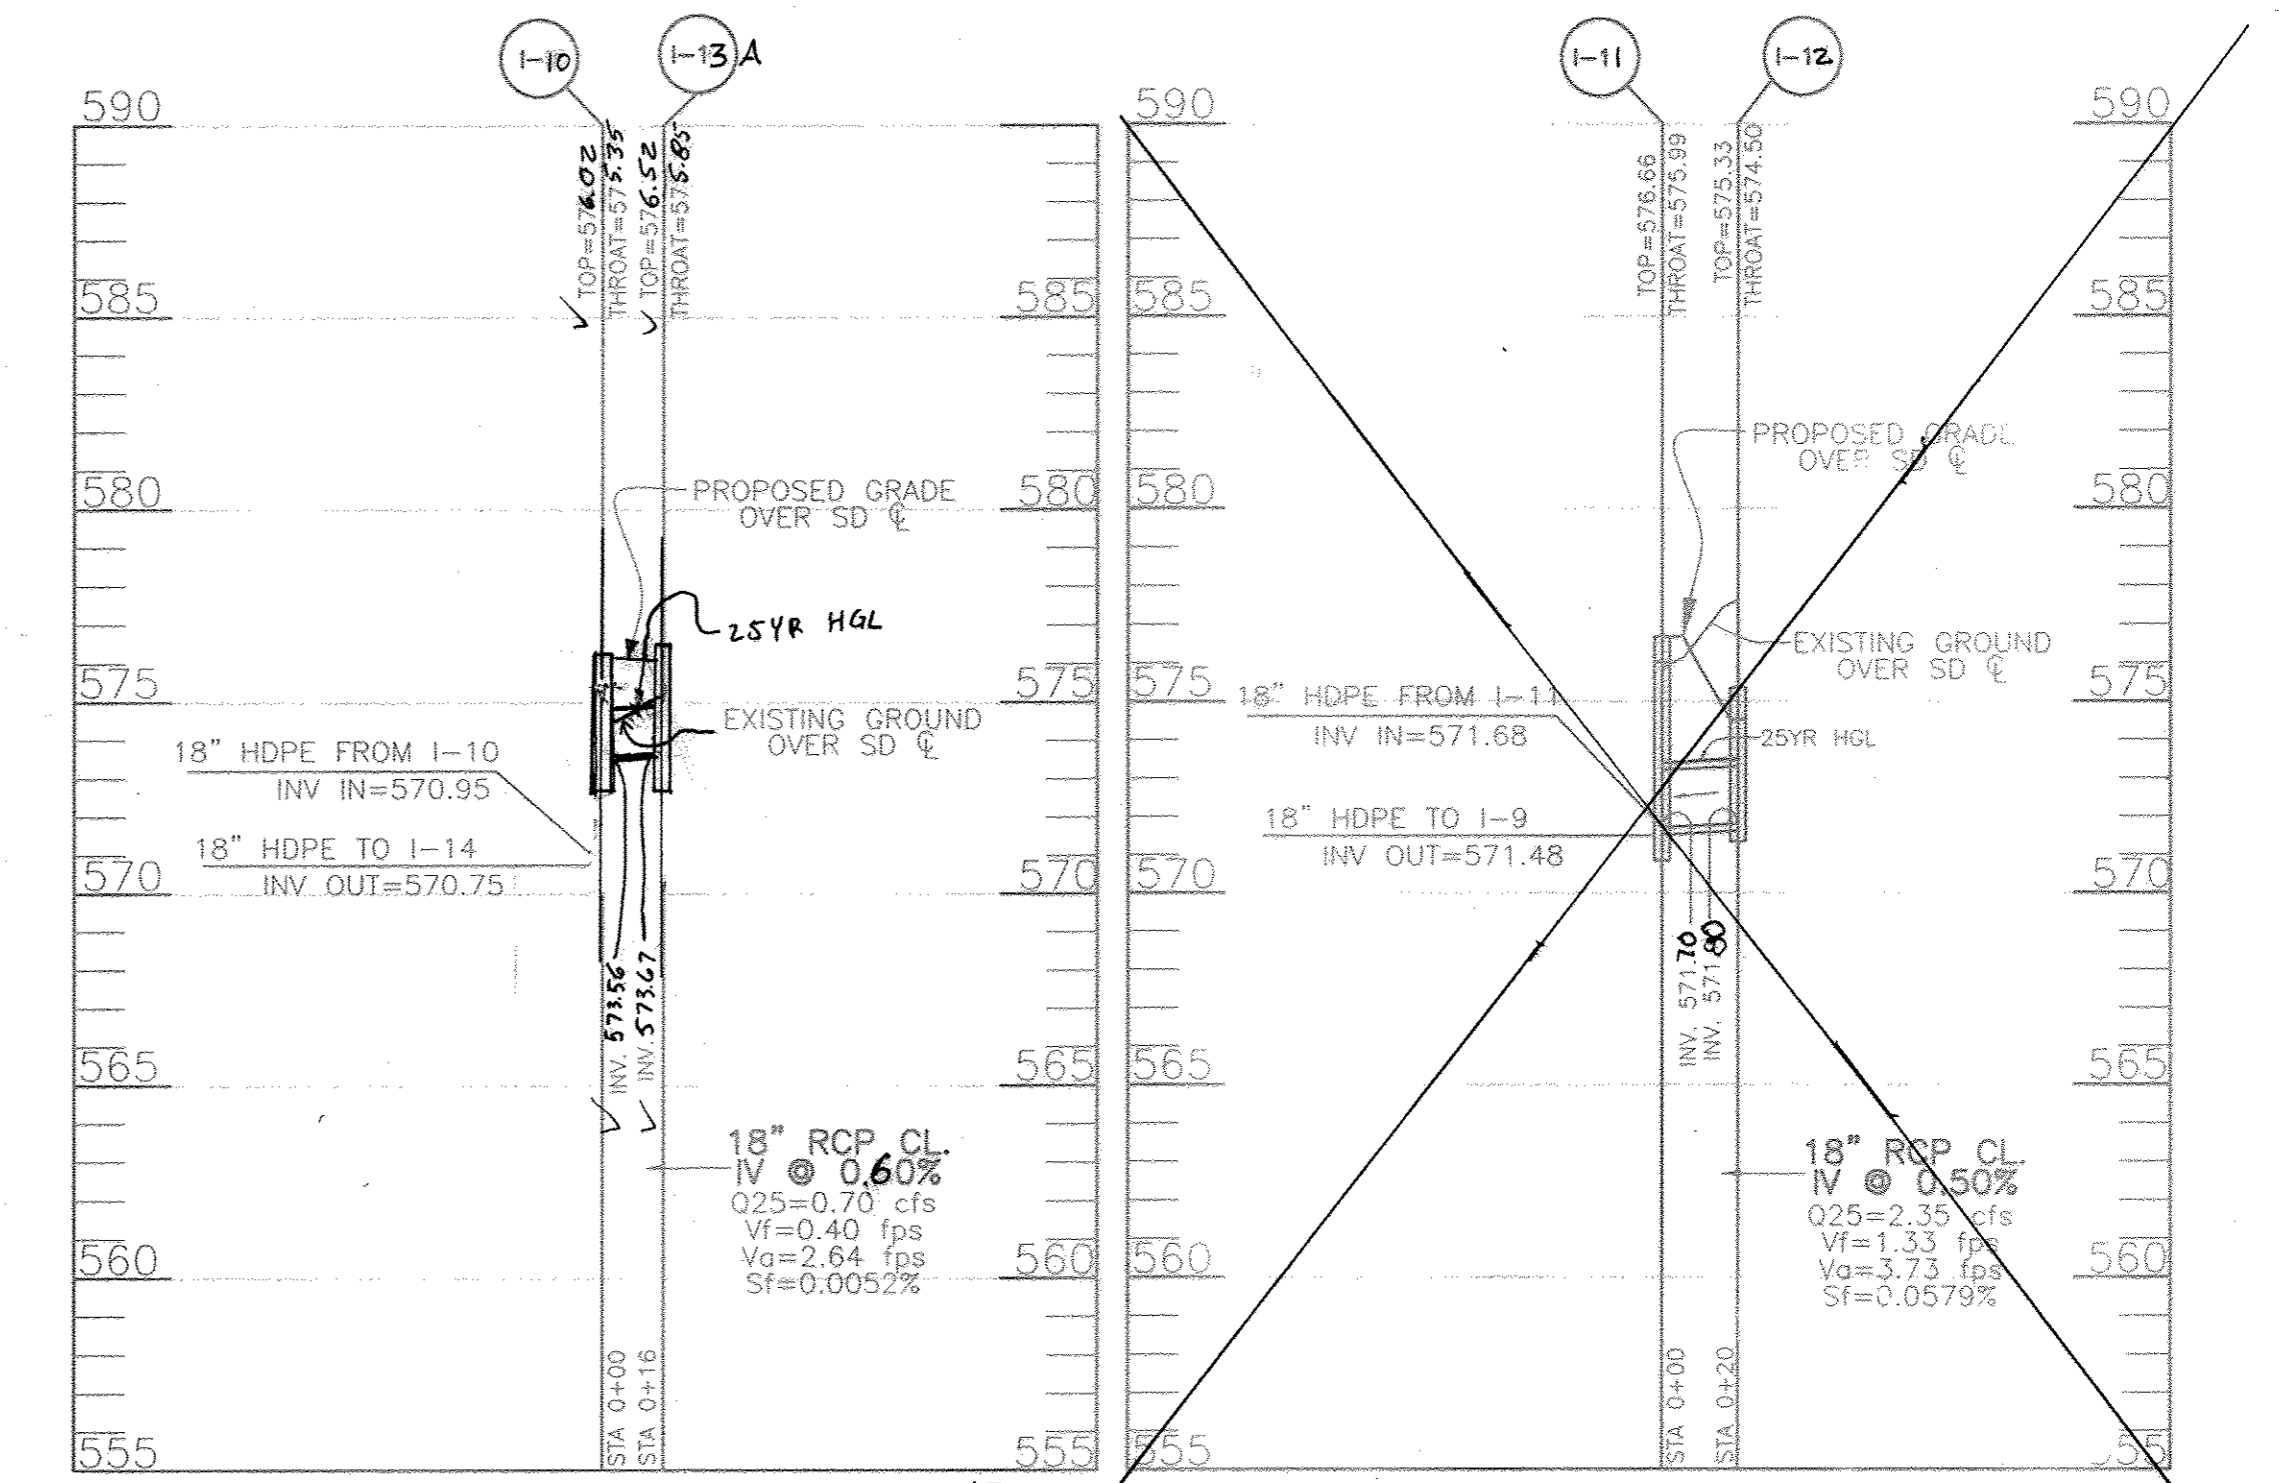 I-10
I-13 A
TOP=576.02
THROAT=575.35
TOP=576.52
THROAT=575.85
590
585
580
575
570
565
560
555
585
580
575
570
565
560
555
PROPOSED GRADE
OVER SD ℄
25YR HGL
EXISTING GROUND
OVER SD ℄
18" HDPE FROM I-10
INV IN=570.95
18" HDPE TO I-14
INV OUT=570.75
INV. 573.56
INV. 573.67
18" RCP CL.
IV @ 0.60%
Q25=0.70 cfs
Vf=0.40 fps
Va=2.64 fps
Sf=0.0052%
STA 0+00
STA 0+16
I-11
I-12
TOP=576.66
THROAT=575.99
TOP=575.33
THROAT=574.50
590
585
580
575
570
565
560
555
590
585
580
575
570
565
560
PROPOSED GRADE
OVER SD ℄
EXISTING GROUND
OVER SD ℄
25YR HGL
18" HDPE FROM I-11
INV IN=571.68
18" HDPE TO I-9
INV OUT=571.48
INV. 571.70
INV. 571.80
18" RCP CL.
IV @ 0.50%
Q25=2.35 cfs
Vf=1.33 fps
Va=3.73 fps
Sf=0.0579%
STA 0+00
STA 0+20